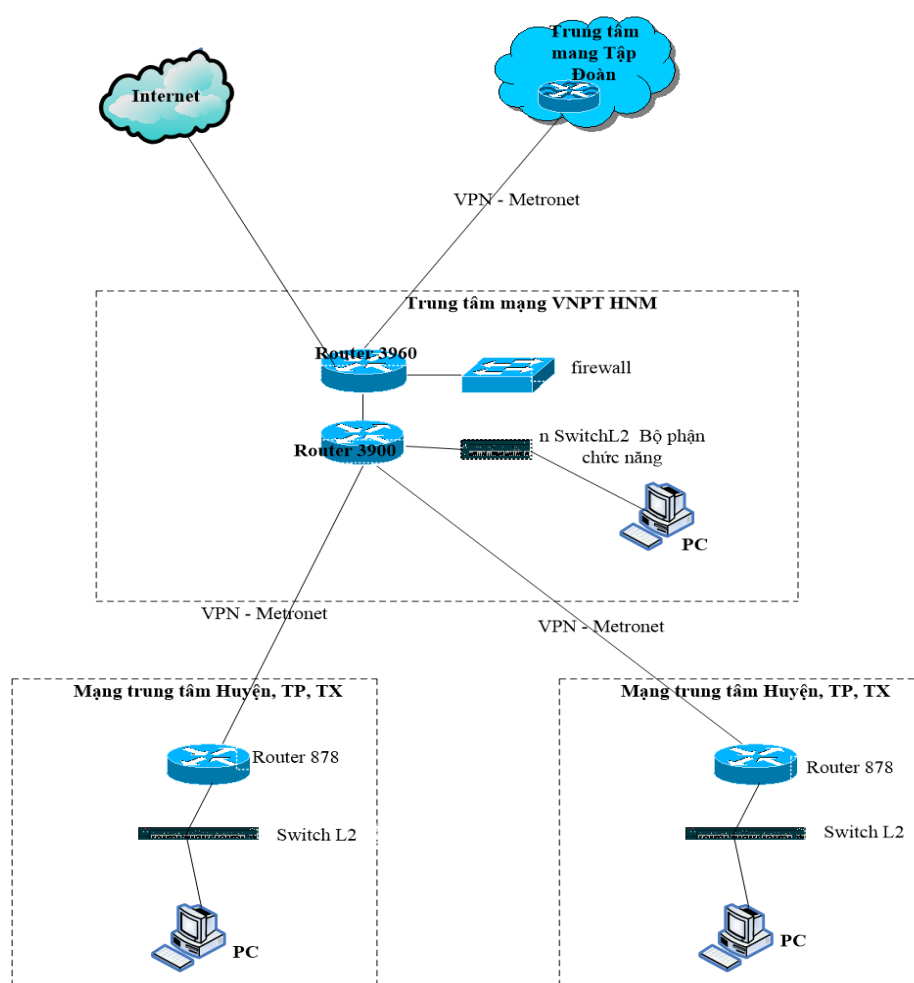 Trung tâm
mang Tập
Đoàn
Internet
VPN - Metronet
Trung tâm mạng VNPT HNM
Router 3960
firewall
n SwitchL2 Bộ phận
chức năng
Router 3900
PC
VPN - Metronet
VPN - Metronet
Mạng trung tâm Huyện, TP, TX
Mạng trung tâm Huyện, TP, TX
Router 878
Router 878
Switch L2
Switch L2
PC
PC